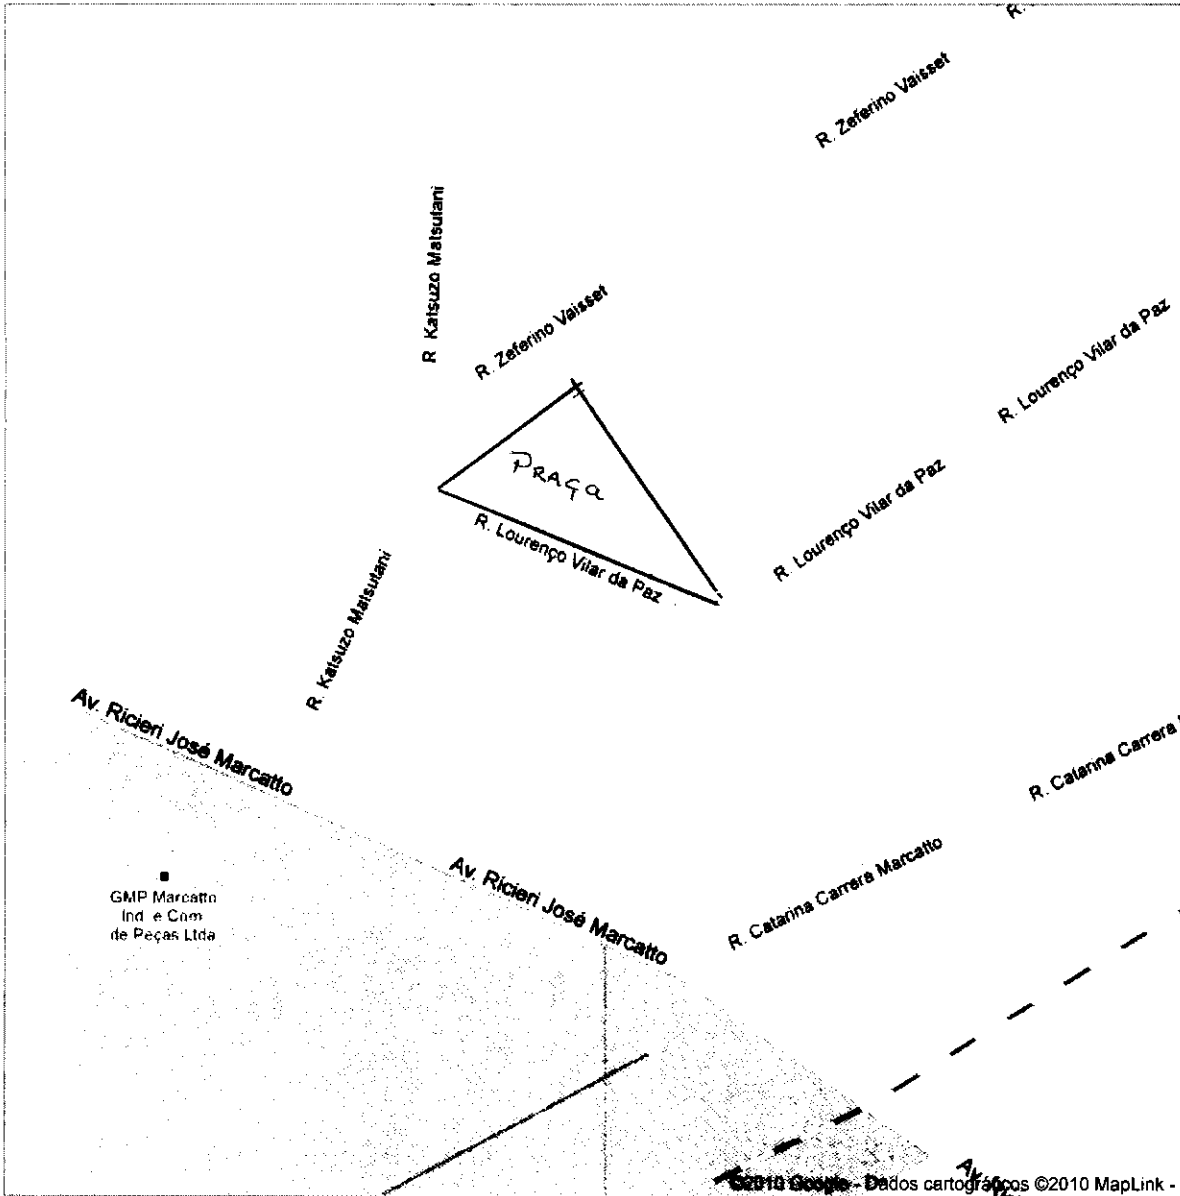 R.
R. Zeferino Vaisset
R. Katsuzo Matsutani
R. Zeferino Vaisset
R. Lourenço Vilar da Paz
PRAÇA
R. Lourenço Vilar da Paz
R. Lourenço Vilar da Paz
R. Katsuzo Matsutani
Av. Ricieri José Marcatto
R. Catarina Carrera
GMP Marcatto
Ind. e Com
de Peças Ltda
Av. Ricieri José Marcatto
R. Catarina Carrera Marcatto
Av.
©2010 Google - Dados cartográficos ©2010 MapLink -